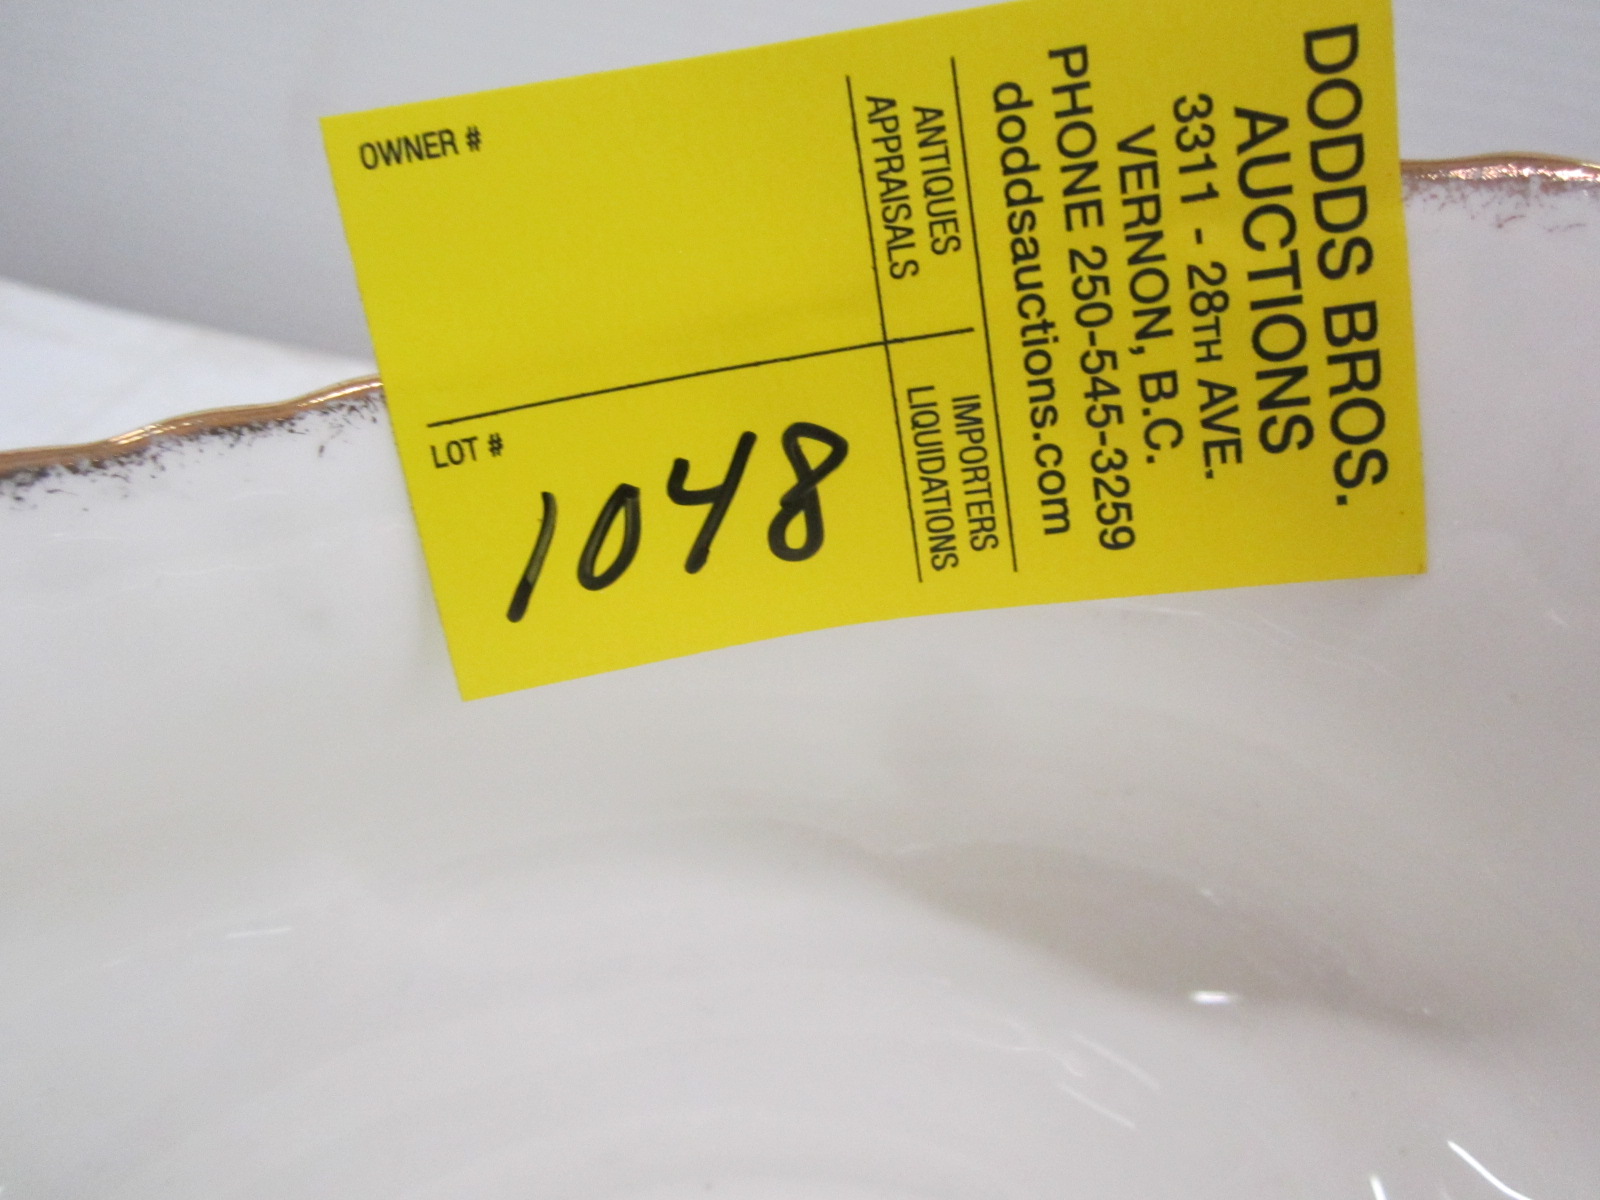 DODDS BROS.
AUCTIONS
3311 - 28TH AVE.
VERNON, B.C.
PHONE 250-545-3259
doddsauctions.com
ANTIQUES
APPRAISALS
IMPORTERS
LIQUIDATIONS
OWNER #
LOT #
1048